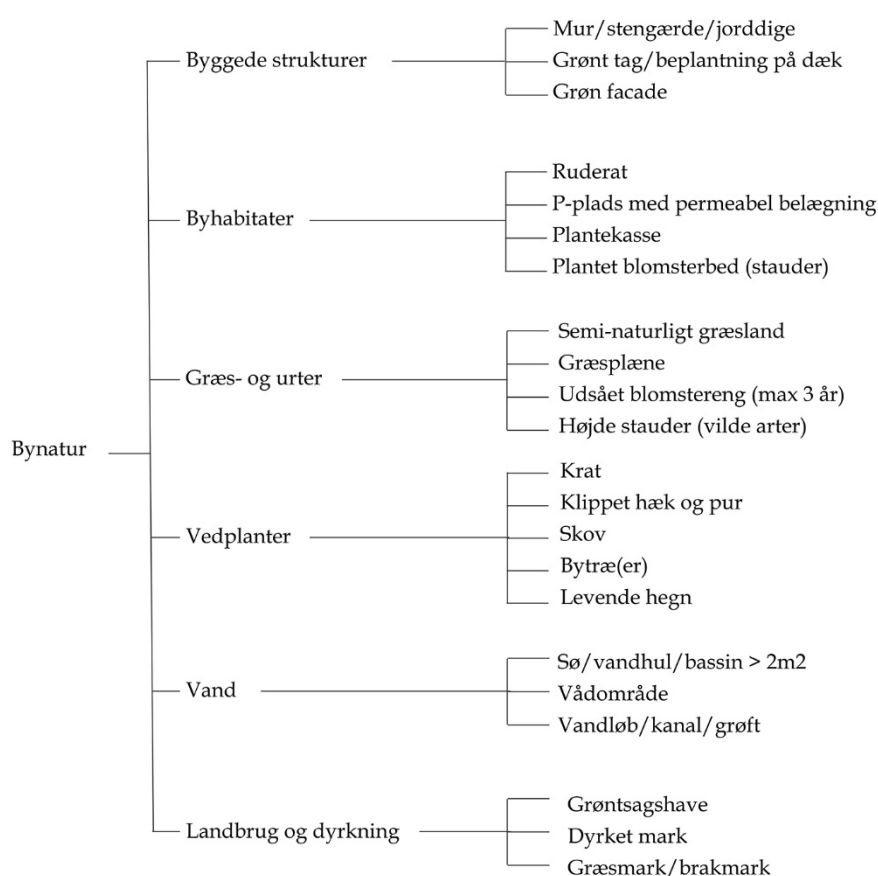 Bynatur
Byggede strukturer
Mur/stengærde/jorddige
Grønt tag/beplantning på dæk
Grøn facade
Byhabitater
Ruderat
P-plads med permeabel belægning
Plantekasse
Plantet blomsterbed (stauder)
Græs- og urter
Semi-naturligt græsland
Græsplæne
Udsået blomstereng (max 3 år)
Højde stauder (vilde arter)
Vedplanter
Krat
Klippet hæk og pur
Skov
Bytræ(er)
Levende hegn
Vand
Sø/vandhul/bassin > 2m2
Vådområde
Vandløb/kanal/grøft
Landbrug og dyrkning
Grøntsagshave
Dyrket mark
Græsmark/brakmark